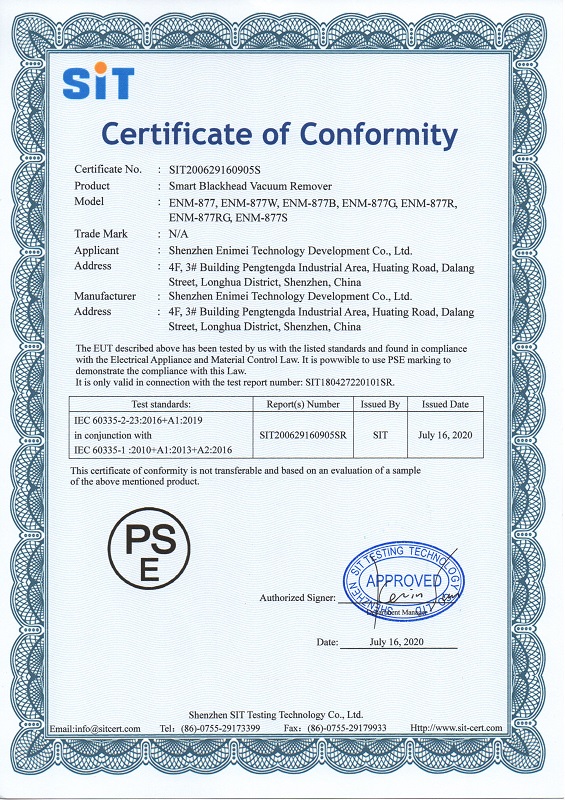 SiT
Certificate of Conformity
Certificate No. : SIT200629160905S
Product : Smart Blackhead Vacuum Remover
Model : ENM-877, ENM-877W, ENM-877B, ENM-877G, ENM-877R,
ENM-877RG, ENM-877S
Trade Mark : N/A
Applicant : Shenzhen Enimei Technology Development Co., Ltd.
Address : 4F, 3# Building Pengtengda Industrial Area, Huating Road, Dalang
Street, Longhua District, Shenzhen, China
Manufacturer : Shenzhen Enimei Technology Development Co., Ltd.
Address : 4F, 3# Building Pengtengda Industrial Area, Huating Road, Dalang
Street, Longhua District, Shenzhen, China
The EUT described above has been tested by us with the listed standards and found in compliance
with the Electrical Appliance and Material Control Law. It is powwible to use PSE marking to
demonstrate the compliance with this Law.
It is only valid in connection with the test report number: SIT180427220101SR.
Test standards: Report(s) Number Issued By Issued Date
IEC 60335-2-23:2016+A1:2019
in conjunction with SIT200629160905SR SIT July 16, 2020
IEC 60335-1 :2010+A1:2013+A2:2016
This certificate of conformity is not transferable and based on an evaluation of a sample
of the above mentioned product.
PS
E
SHENZHEN SIT TESTING TECHNOLOGY CO., LTD.
APPROVED
Authorized Signer:
Manager
Date: July 16, 2020
Shenzhen SIT Testing Technology Co., Ltd.
Email:info@sitcert.com Tel: (86)-0755-29173399 Fax: (86)-0755-29179933 Http://www.sit-cert.com